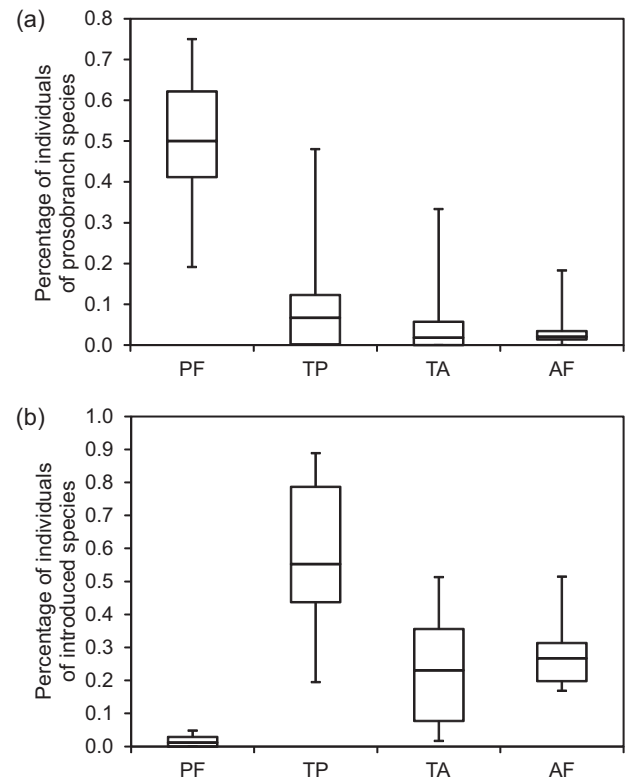 (a)
Percentage of individuals
of prosobranch species
0.8
0.7
0.6
0.5
0.4
0.3
0.2
0.1
0.0
PF TP TA AF
(b)
Percentage of individuals
of introduced species
1.0
0.9
0.8
0.7
0.6
0.5
0.4
0.3
0.2
0.1
0.0
PF TP TA AF